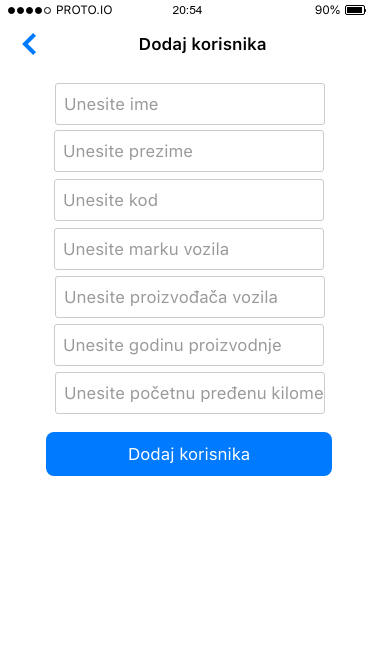 PROTO.IO 20:54 90%
Dodaj korisnika
Unesite ime
Unesite prezime
Unesite kod
Unesite marku vozila
Unesite proizvođača vozila
Unesite godinu proizvodnje
Unesite početnu pređenu kilome
Dodaj korisnika